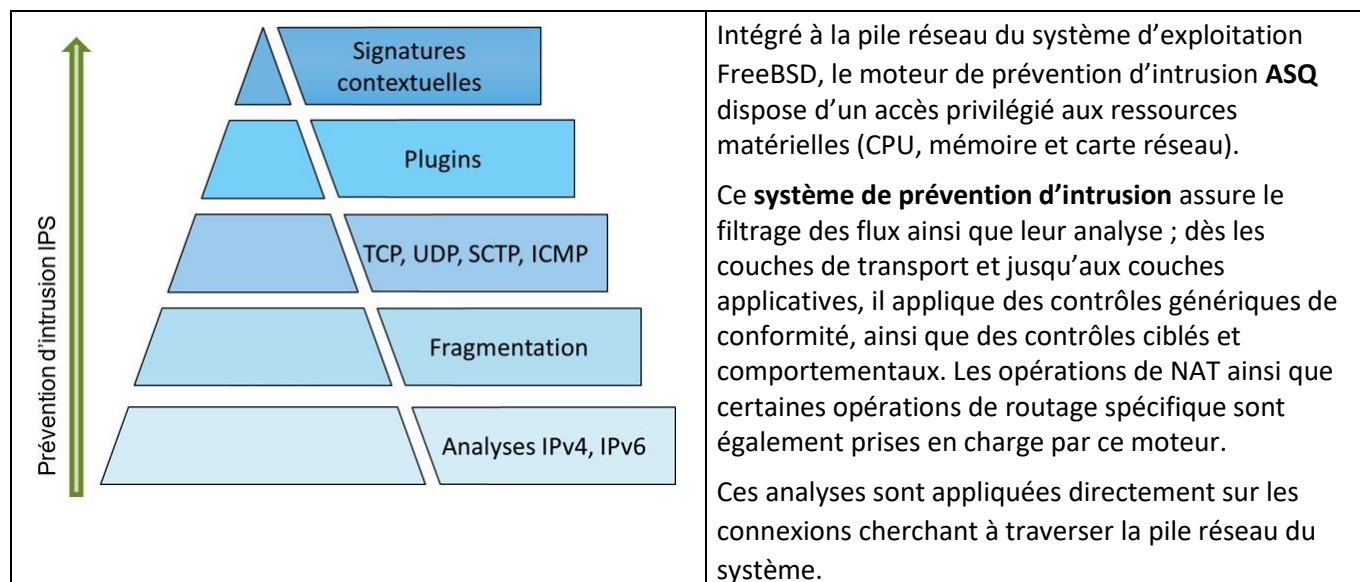 Prévention d'intrusion IPS
Signatures
contextuelles
Plugins
TCP, UDP, SCTP, ICMP
Fragmentation
Analyses IPv4, IPv6
Intégré à la pile réseau du système d’exploitation
FreeBSD, le moteur de prévention d’intrusion ASQ
dispose d’un accès privilégié aux ressources
matérielles (CPU, mémoire et carte réseau).
Ce système de prévention d’intrusion assure le
filtrage des flux ainsi que leur analyse ; dès les
couches de transport et jusqu’aux couches
applicatives, il applique des contrôles génériques de
conformité, ainsi que des contrôles ciblés et
comportementaux. Les opérations de NAT ainsi que
certaines opérations de routage spécifique sont
également prises en charge par ce moteur.
Ces analyses sont appliquées directement sur les
connexions cherchant à traverser la pile réseau du
système.